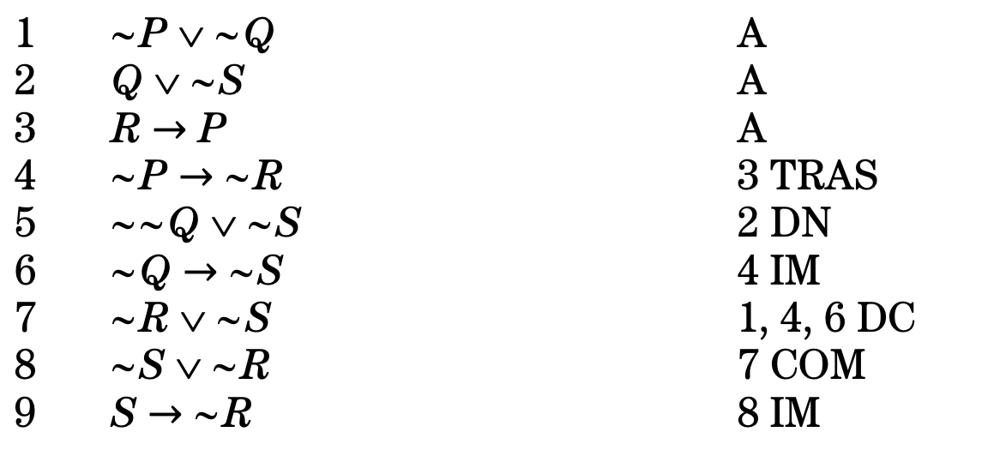 1 ~P ∨ ~Q A
2 Q ∨ ~S A
3 R → P A
4 ~P → ~R 3 TRAS
5 ~~Q ∨ ~S 2 DN
6 ~Q → ~S 4 IM
7 ~R ∨ ~S 1, 4, 6 DC
8 ~S ∨ ~R 7 COM
9 S → ~R 8 IM